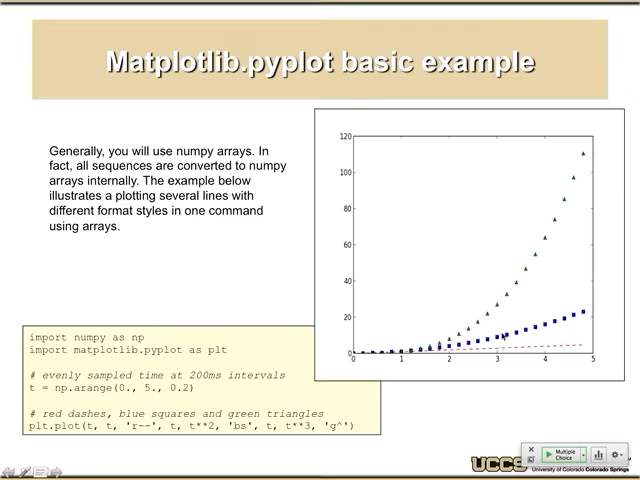 Matplotlib.pyplot basic example
Generally, you will use numpy arrays. In
fact, all sequences are converted to numpy
arrays internally. The example below
illustrates a plotting several lines with
different format styles in one command
using arrays.
120
100
80
60
40
20
0
0
1
2
3
4
5
import numpy as np
import matplotlib.pyplot as plt
# evenly sampled time at 200ms intervals
t = np.arange(0., 5., 0.2)
# red dashes, blue squares and green triangles
plt.plot(t, t, 'r--', t, t**2, 'bs', t, t**3, 'g^')
Multiple
Choice
UCCS
University of Colorado Colorado Springs